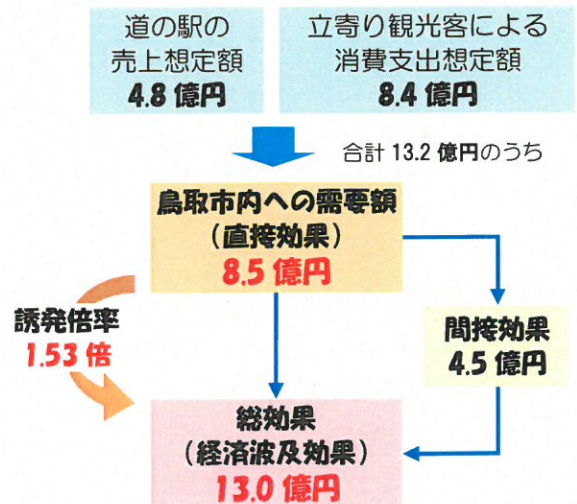 道の駅の
売上想定額
4.8 億円
立寄り観光客による
消費支出想定額
8.4 億円
合計 13.2 億円のうち
鳥取市内への需要額
（直接効果）
8.5 億円
誘発倍率
1.53 倍
間接効果
4.5 億円
総効果
（経済波及効果）
13.0 億円